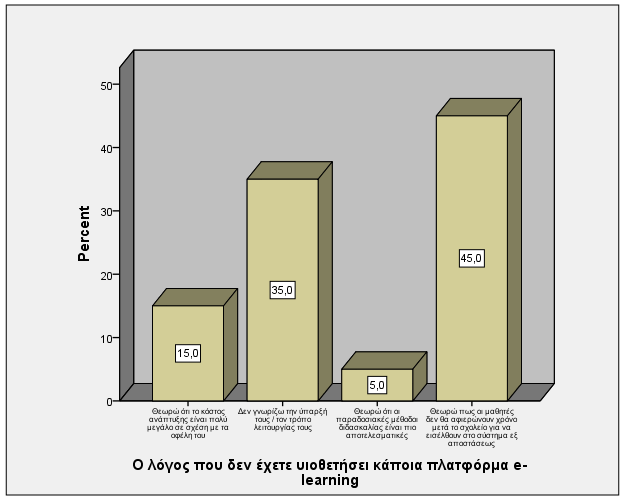 50
40
30
20
10
0
Percent
15,0
35,0
5,0
45,0
Θεωρώ ότι το κόστος
ανάπτυξης είναι πολύ
μεγάλο σε σχέση με τα
οφέλη του
Δεν γνωρίζω την ύπαρξή
τους / τον τρόπο
λειτουργίας τους
Θεωρώ ότι οι
παραδοσιακές μέθοδοι
διδασκαλίας είναι πιο
αποτελεσματικές
Θεωρώ πως οι μαθητές
δεν θα αφιερώνουν χρόνο
μετά το σχολείο για να
εισέλθουν στο σύστημα εξ
αποστάσεως
Ο λόγος που δεν έχετε υιοθετήσει κάποια πλατφόρμα e-
learning